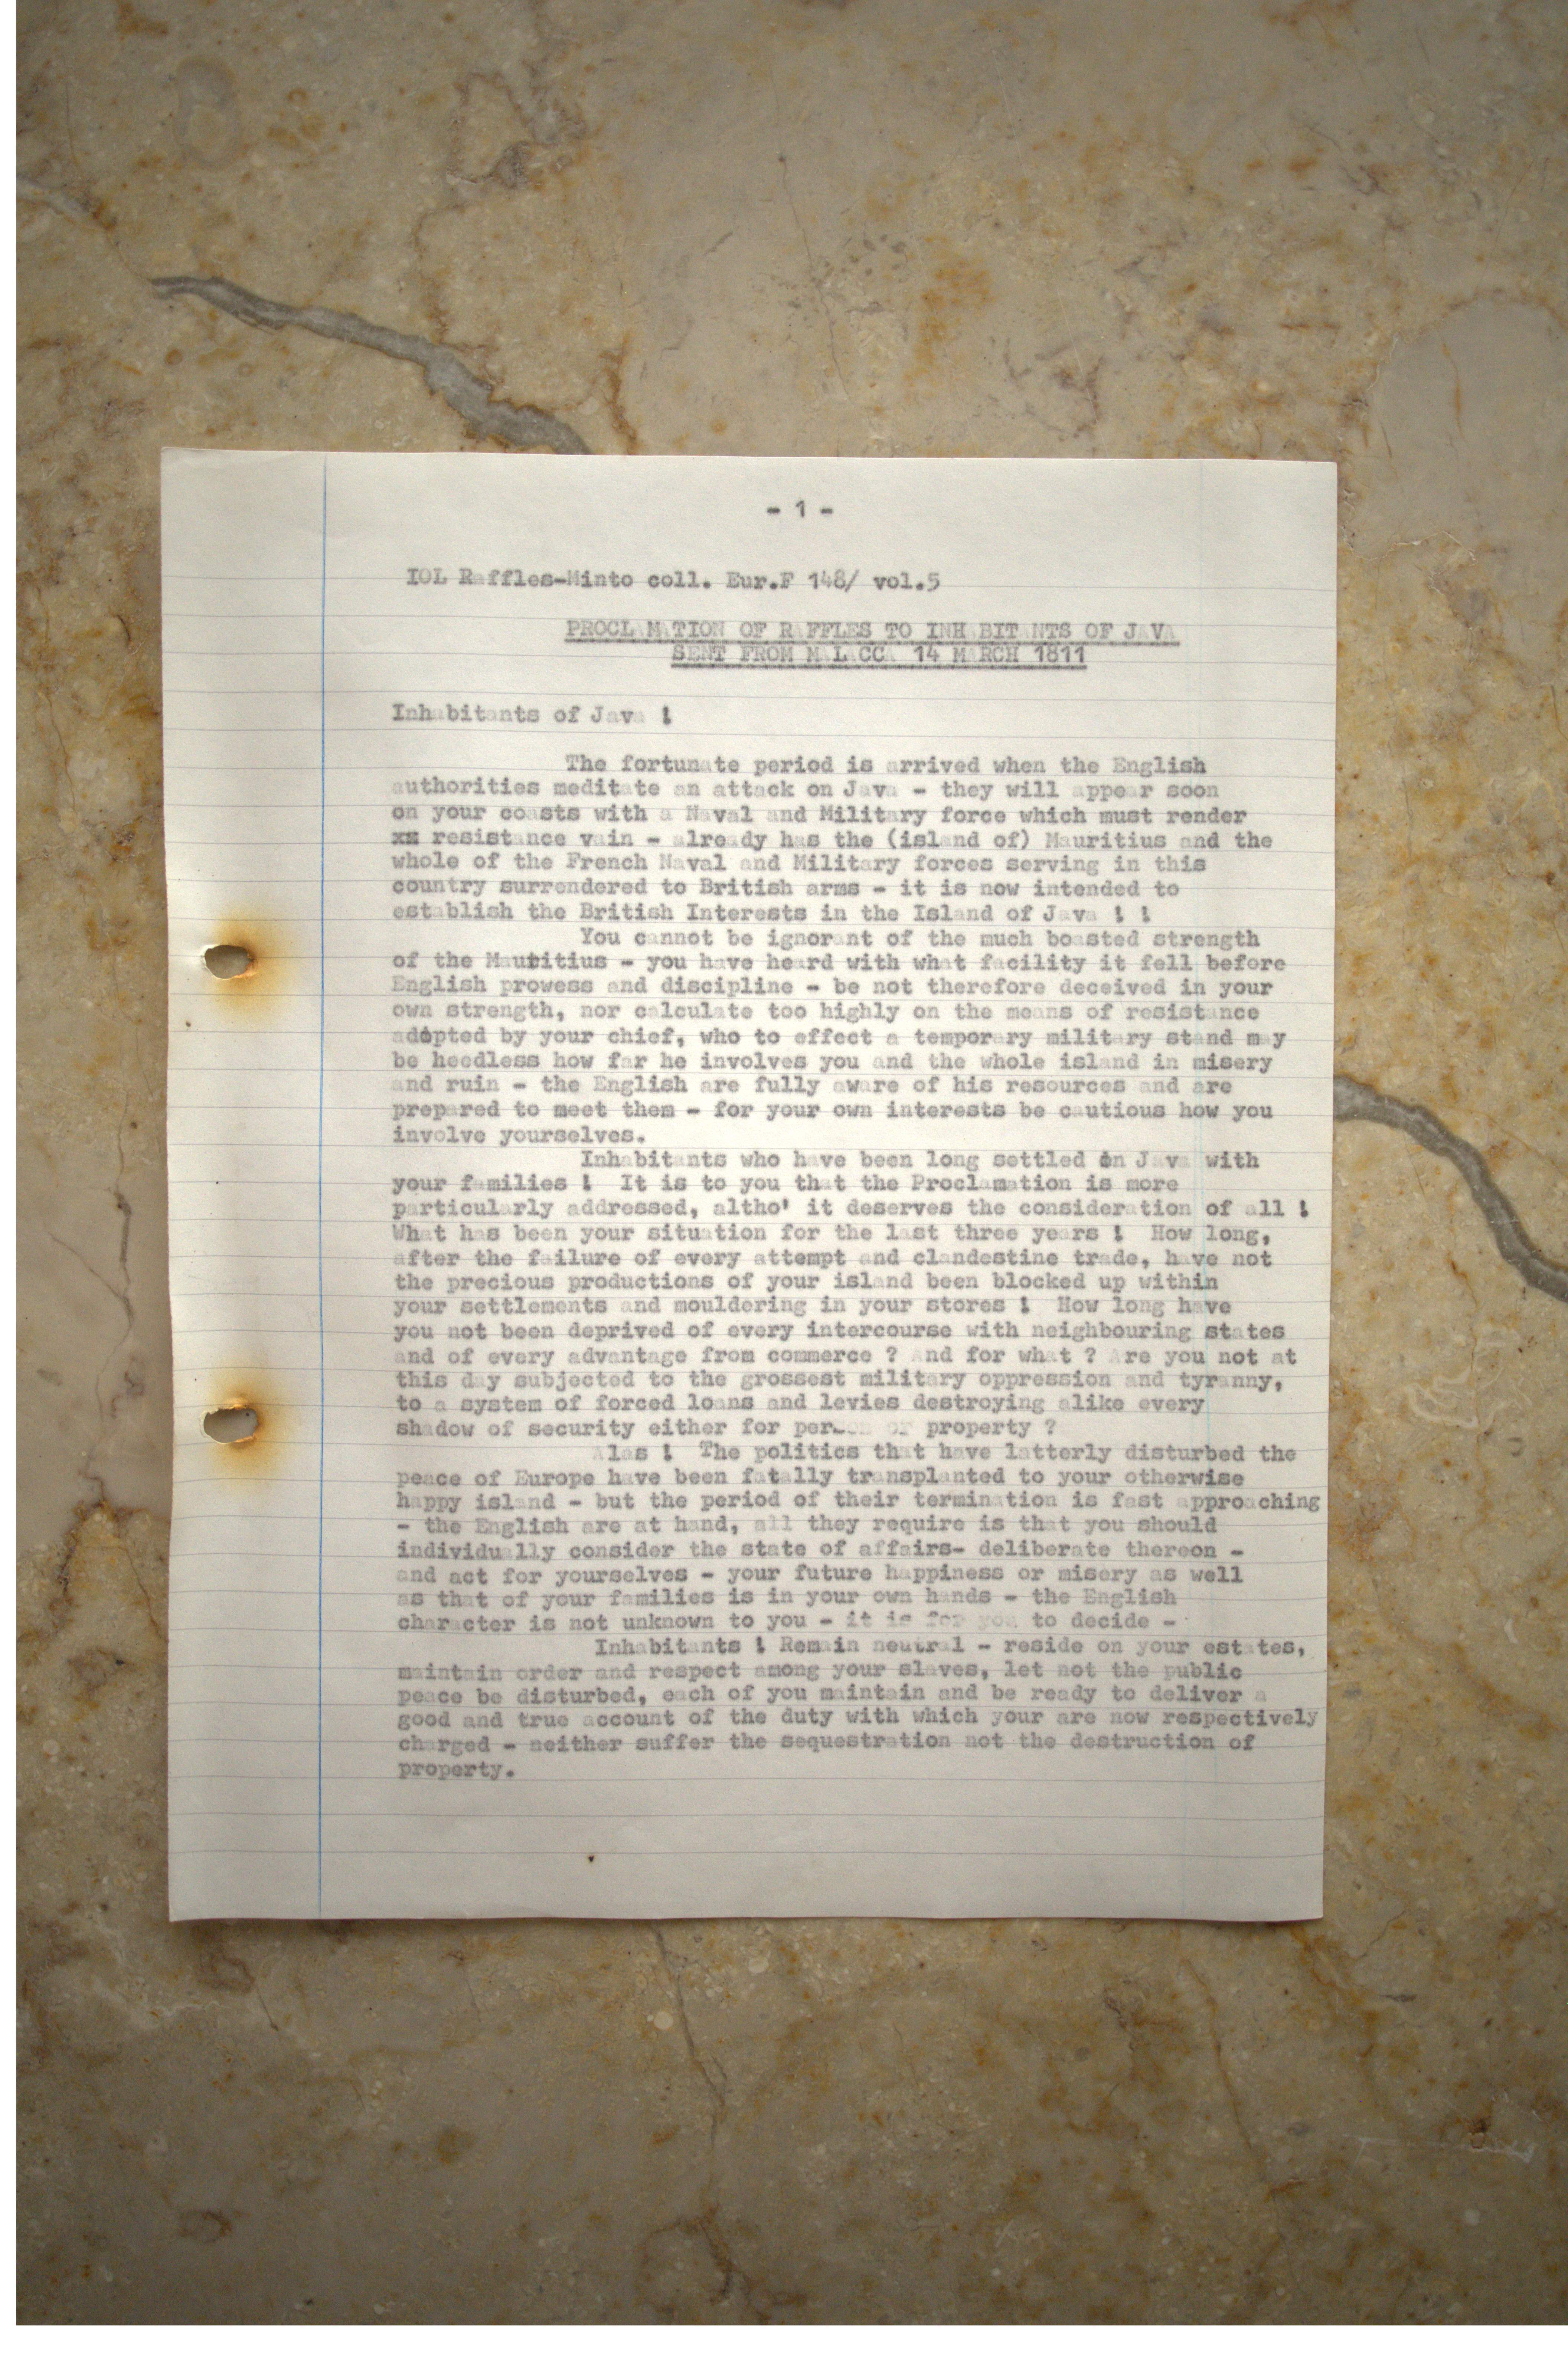 - 1 -
IOL Raffles-Minto coll. Eur.F 148/ vol.5
PROCLAMATION OF RAFFLES TO INHABITANTS OF JAVA
SENT FROM MALACCA 14 MARCH 1811
Inhabitants of Java !
The fortunate period is arrived when the English
authorities meditate an attack on Java - they will appear soon
on your coasts with a Naval and Military force which must render
xx resistance vain - already has the (island of) Mauritius and the
whole of the French Naval and Military forces serving in this
country surrendered to British arms - it is now intended to
establish the British Interests in the Island of Java ! !
You cannot be ignorant of the much boasted strength
of the Mauritius - you have heard with what facility it fell before
English prowess and discipline - be not therefore deceived in your
own strength, nor calculate too highly on the means of resistance
adopted by your chief, who to effect a temporary military stand may
be heedless how far he involves you and the whole island in misery
and ruin - the English are fully aware of his resources and are
prepared to meet them - for your own interests be cautious how you
involve yourselves.
Inhabitants who have been long settled on Java with
your families ! It is to you that the Proclamation is more
particularly addressed, altho' it deserves the consideration of all !
What has been your situation for the last three years ! How long,
after the failure of every attempt and clandestine trade, have not
the precious productions of your island been blocked up within
your settlements and mouldering in your stores ! How long have
you not been deprived of every intercourse with neighbouring states
and of every advantage from commerce ? And for what ? Are you not at
this day subjected to the grossest military oppression and tyranny,
to a system of forced loans and levies destroying alike every
shadow of security either for person or property ?
Alas ! The politics that have latterly disturbed the
peace of Europe have been fatally transplanted to your otherwise
happy island - but the period of their termination is fast approaching
- the English are at hand, all they require is that you should
individually consider the state of affairs- deliberate thereon -
and act for yourselves - your future happiness or misery as well
as that of your families is in your own hands - the English
character is not unknown to you - it is for you to decide -
Inhabitants ! Remain neutral - reside on your estates,
maintain order and respect among your slaves, let not the public
peace be disturbed, each of you maintain and be ready to deliver a
good and true account of the duty with which your are now respectively
charged - neither suffer the sequestration not the destruction of
property.